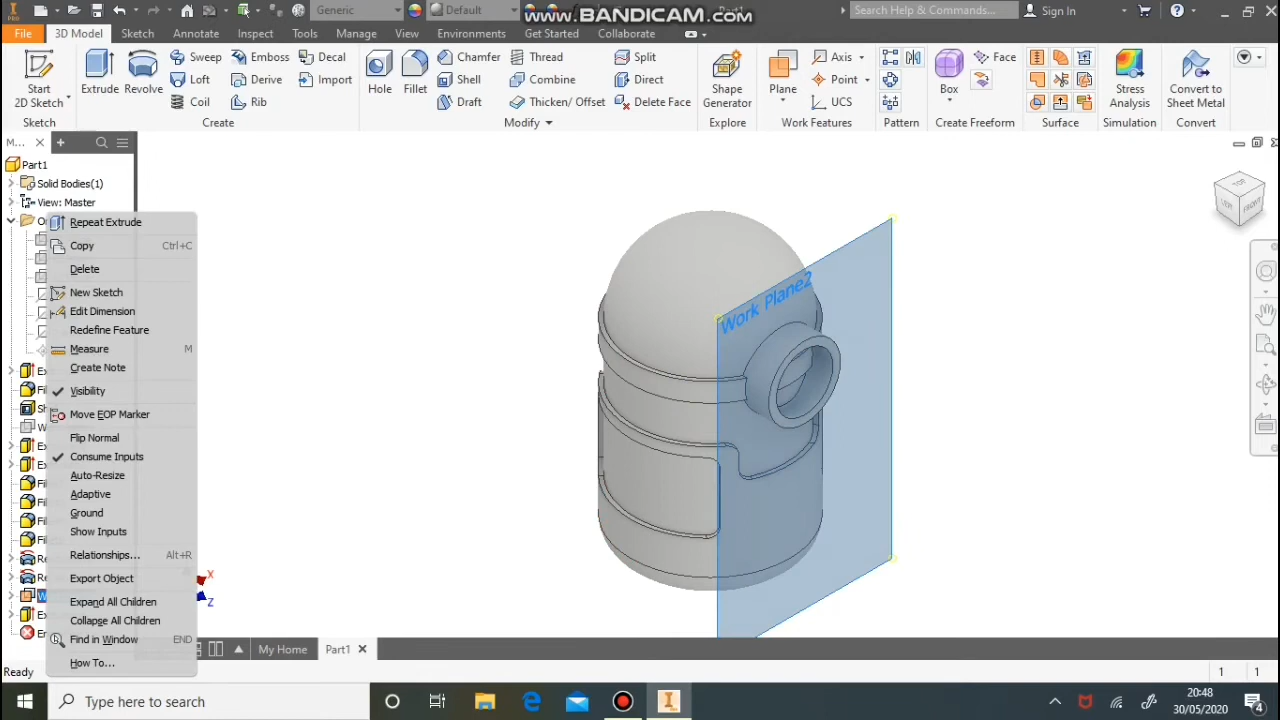 Generic
Default
www.BANDICAM.com
Search Help & Commands...
Sign In
File
3D Model
Sketch
Annotate
Inspect
Tools
Manage
View
Environments
Get Started
Collaborate
Start
2D Sketch
Extrude
Revolve
Sweep
Loft
Coil
Emboss
Derive
Rib
Decal
Import
Hole
Fillet
Chamfer
Shell
Draft
Thread
Combine
Thicken/ Offset
Split
Direct
Delete Face
Shape
Generator
Plane
Axis
Point
UCS
Box
Face
Stress
Analysis
Convert to
Sheet Metal
Sketch
Create
Modify
Explore
Work Features
Pattern
Create Freeform
Surface
Simulation
Convert
M...
Part1
Solid Bodies(1)
View: Master
Repeat Extrude
Copy Ctrl+C
Delete
New Sketch
Edit Dimension
Redefine Feature
Measure M
Create Note
Visibility
Move EOP Marker
Flip Normal
Consume Inputs
Auto-Resize
Adaptive
Ground
Show Inputs
Relationships... Alt+R
Export Object
Expand All Children
Collapse All Children
Find in Window END
How To...
Work Plane2
TOP
FRONT
X
Z
My Home
Part1
Ready
1 1
Type here to search
20:48
30/05/2020
4